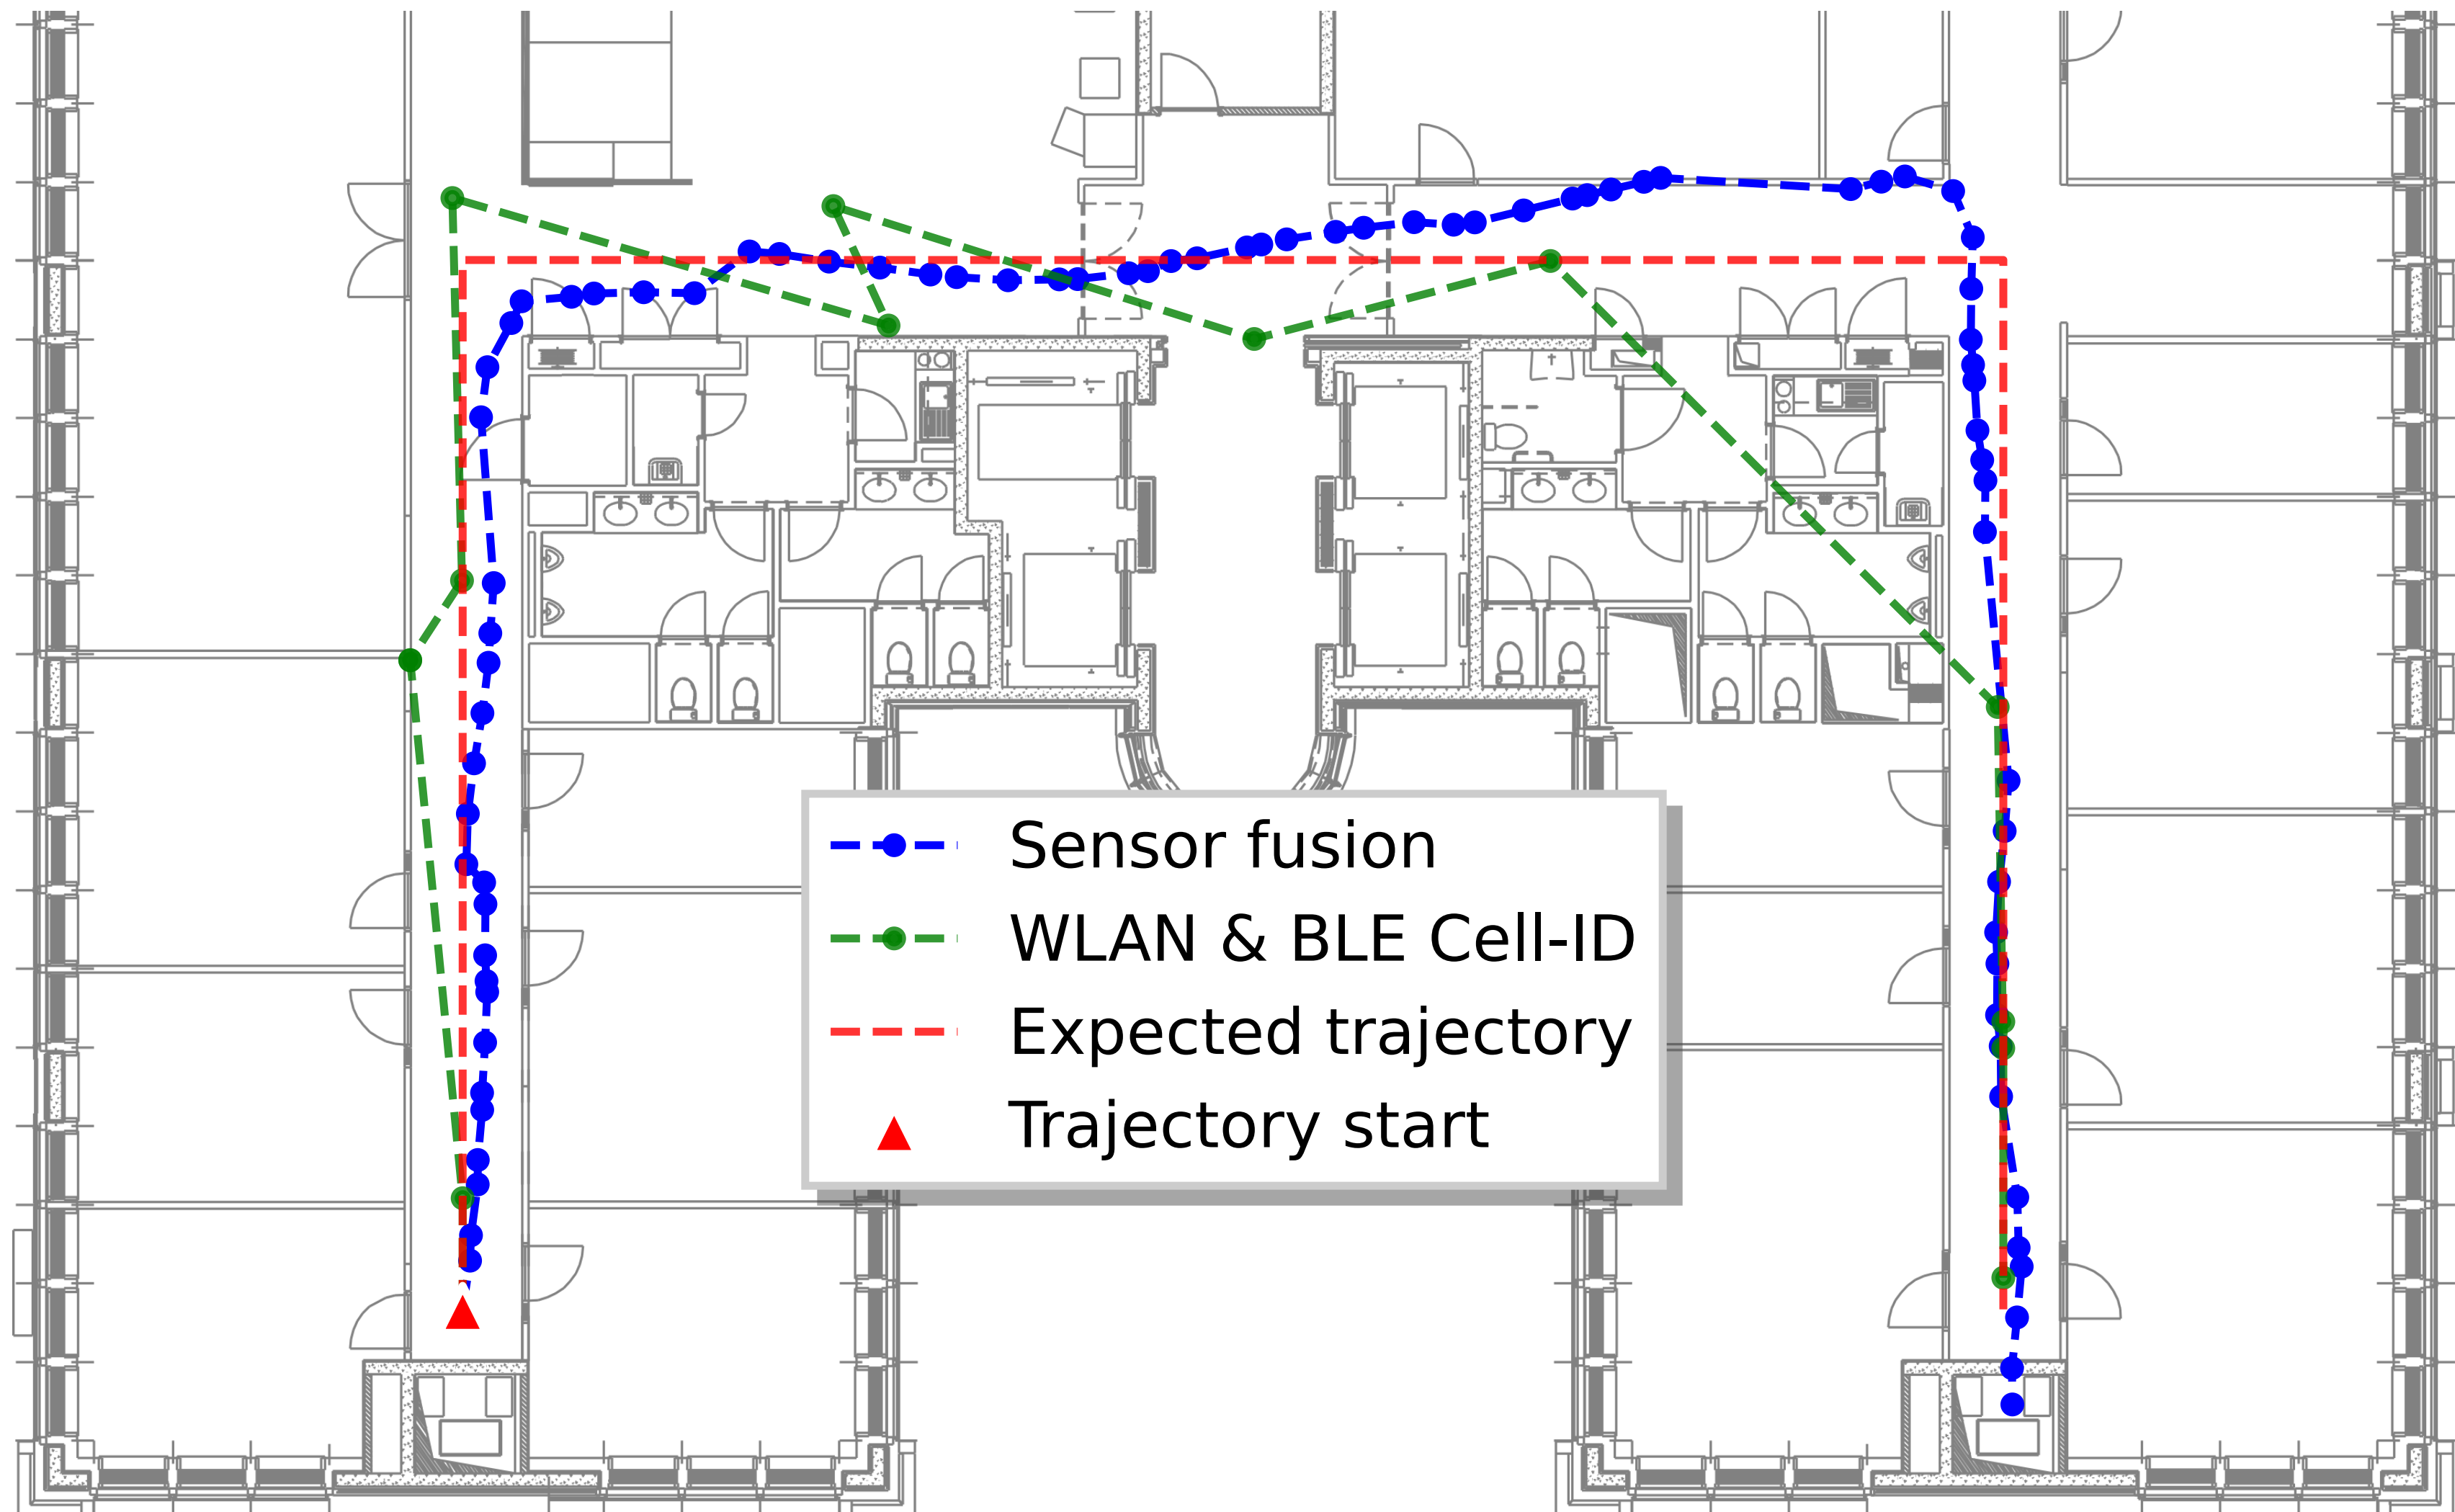 Sensor fusion
WLAN & BLE Cell-ID
Expected trajectory
Trajectory start